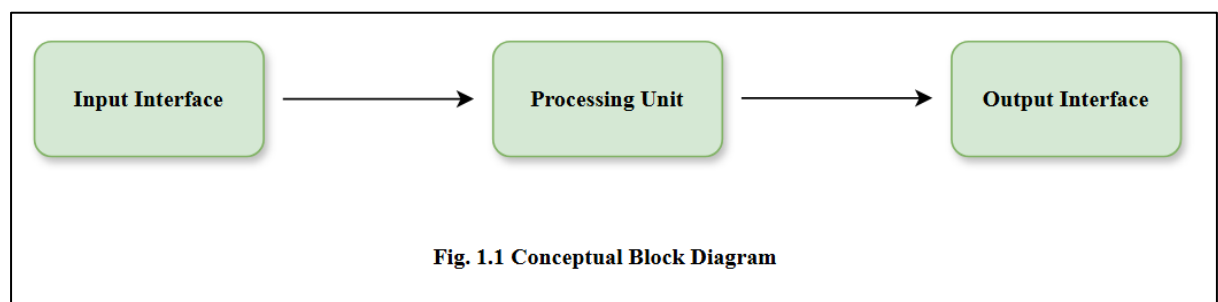 Input Interface
Processing Unit
Output Interface
Fig. 1.1 Conceptual Block Diagram